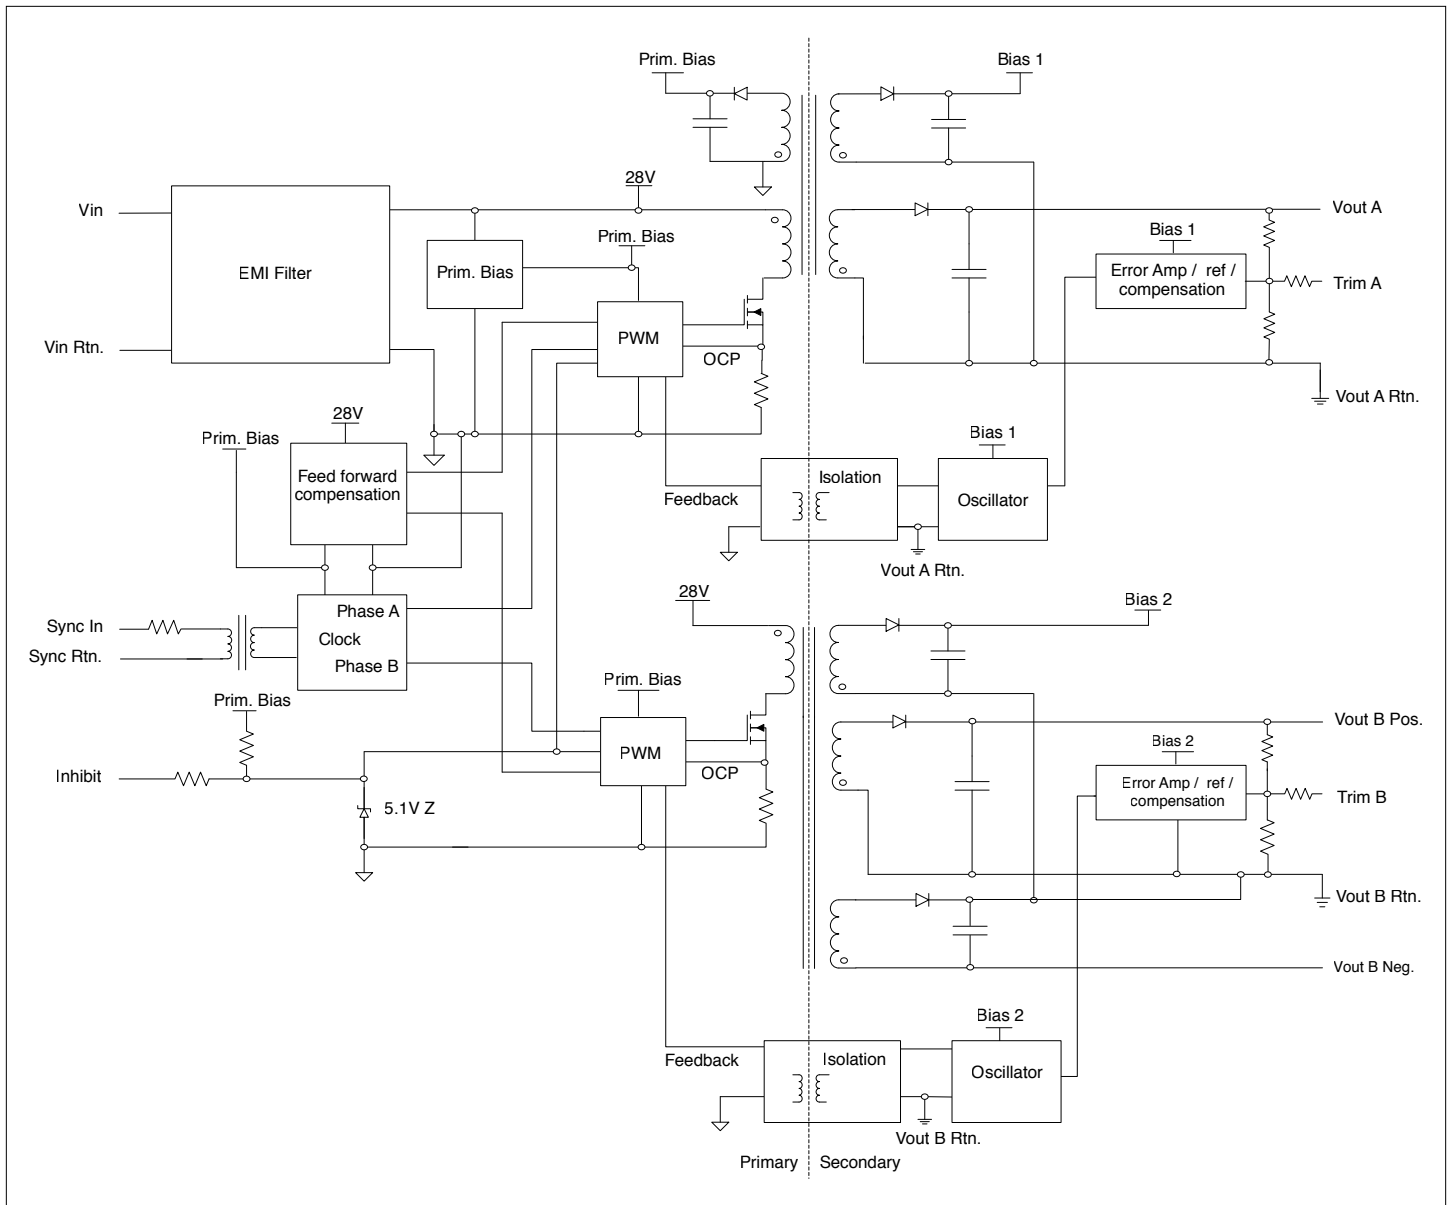 Prim. Bias
Bias 1
Vin
EMI Filter
Vin Rtn.
28V
Prim. Bias
Prim. Bias
PWM
OCP
Vout A
Bias 1
Error Amp / ref /
compensation
Trim A
Vout A Rtn.
28V
Prim. Bias
Feed forward
compensation
Feedback
Isolation
Bias 1
Oscillator
Vout A Rtn.
Sync In
Sync Rtn.
Phase A
Clock
Phase B
28V
Bias 2
Prim. Bias
Inhibit
5.1V Z
Prim. Bias
PWM
OCP
Vout B Pos.
Bias 2
Error Amp / ref /
compensation
Trim B
Vout B Rtn.
Vout B Neg.
Feedback
Isolation
Bias 2
Oscillator
Vout B Rtn.
Primary
Secondary